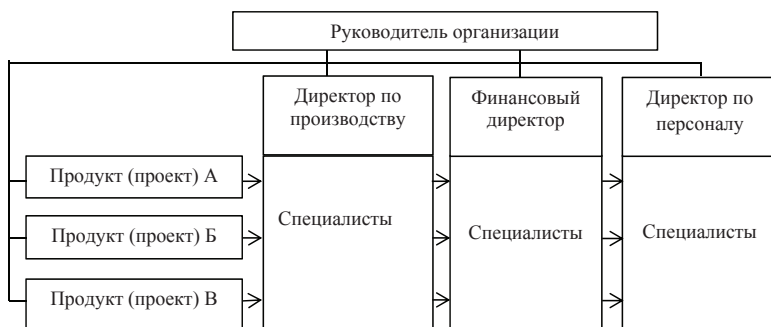 Руководитель организации
Директор по
производству
Финансовый
директор
Директор по
персоналу
Продукт (проект) А
Специалисты
Специалисты
Специалисты
Продукт (проект) Б
Продукт (проект) В